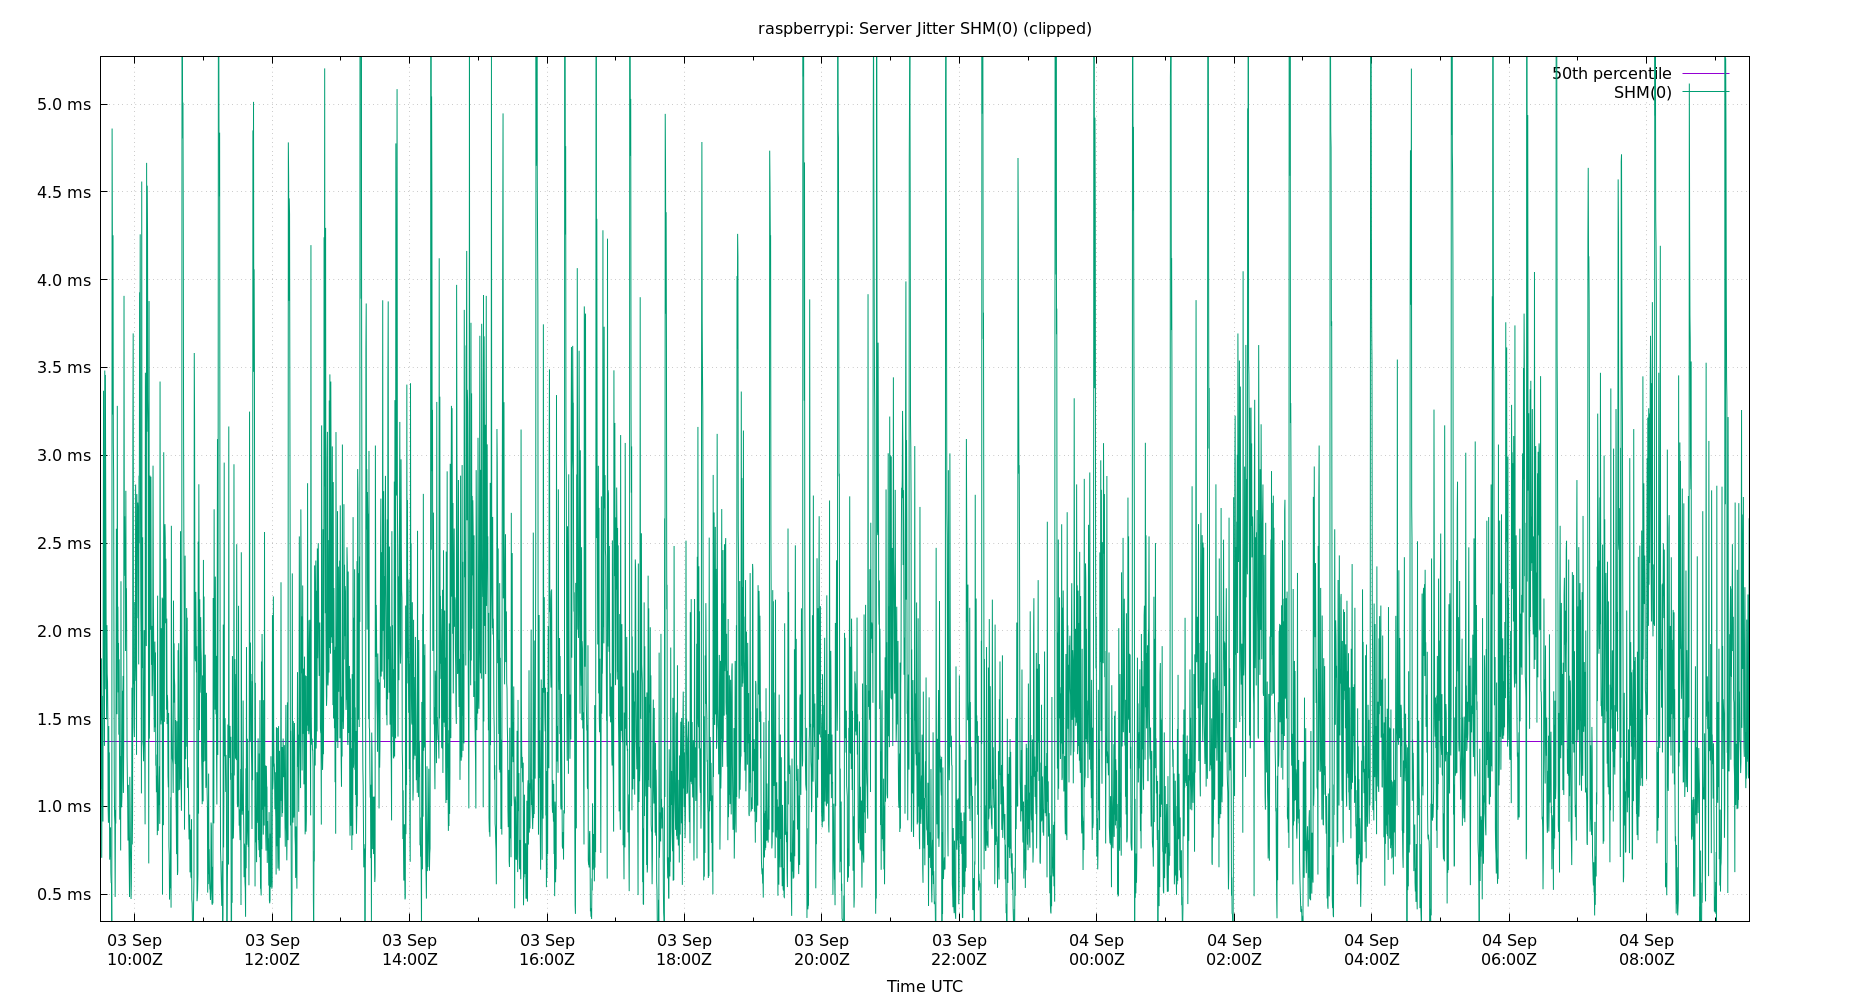 raspberrypi: Server Jitter SHM(0) (clipped)
50th percentile
SHM(0)
5.0 ms
4.5 ms
4.0 ms
3.5 ms
3.0 ms
2.5 ms
2.0 ms
1.5 ms
1.0 ms
0.5 ms
03 Sep 03 Sep 03 Sep 03 Sep 03 Sep 03 Sep 03 Sep 04 Sep 04 Sep 04 Sep 04 Sep 04 Sep
10:00Z 12:00Z 14:00Z 16:00Z 18:00Z 20:00Z 22:00Z 00:00Z 02:00Z 04:00Z 06:00Z 08:00Z
Time UTC